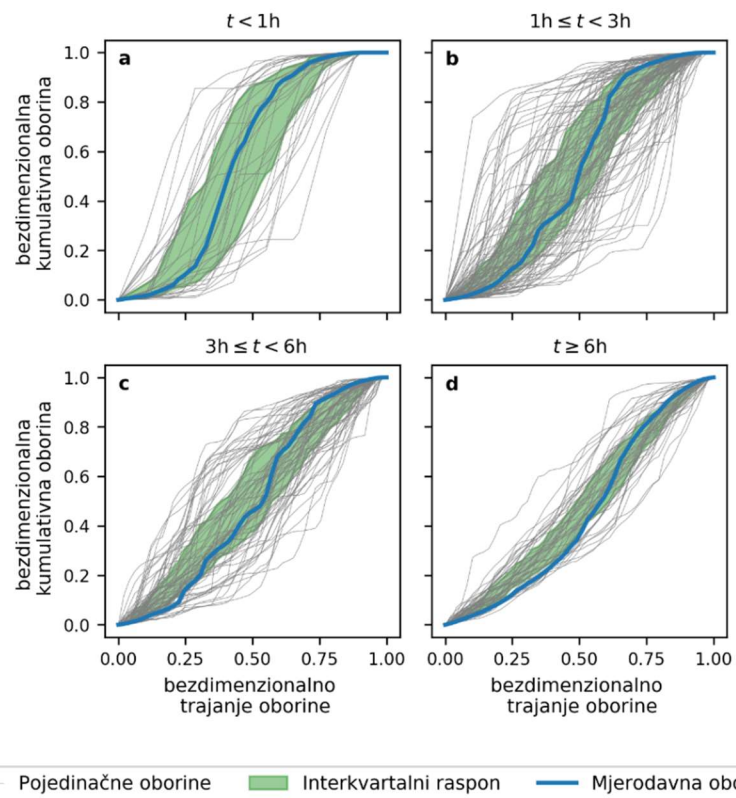 t < 1h
1h ≤ t < 3h
a
b
bezdimenzionalna
kumulativna oborina
1.0
0.8
0.6
0.4
0.2
0.0
3h ≤ t < 6h
t ≥ 6h
c
d
bezdimenzionalna
kumulativna oborina
1.0
0.8
0.6
0.4
0.2
0.0
0.00 0.25 0.50 0.75 1.00
0.00 0.25 0.50 0.75 1.00
bezdimenzionalno
trajanje oborine
bezdimenzionalno
trajanje oborine
Pojedinačne oborine Interkvartalni raspon Mjerodavna